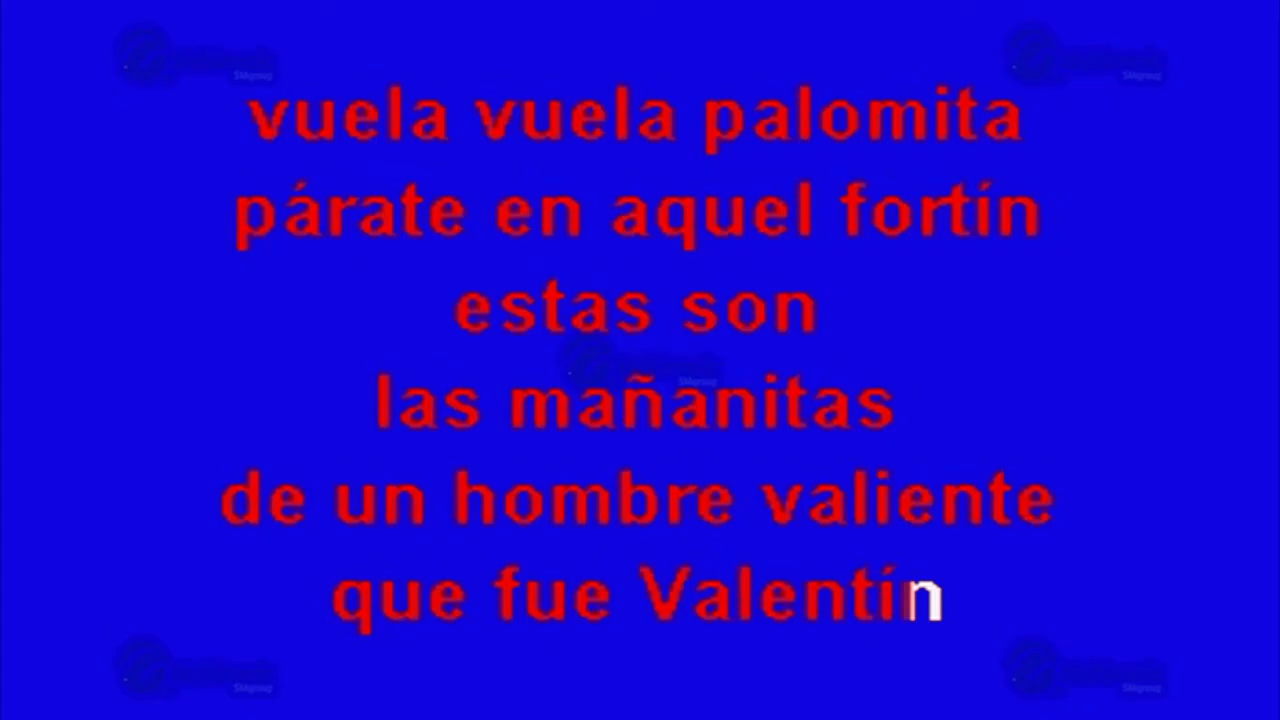 vuela vuela palomita
párate en aquel fortín
estas son
las mañanitas
de un hombre valiente
que fue Valentín